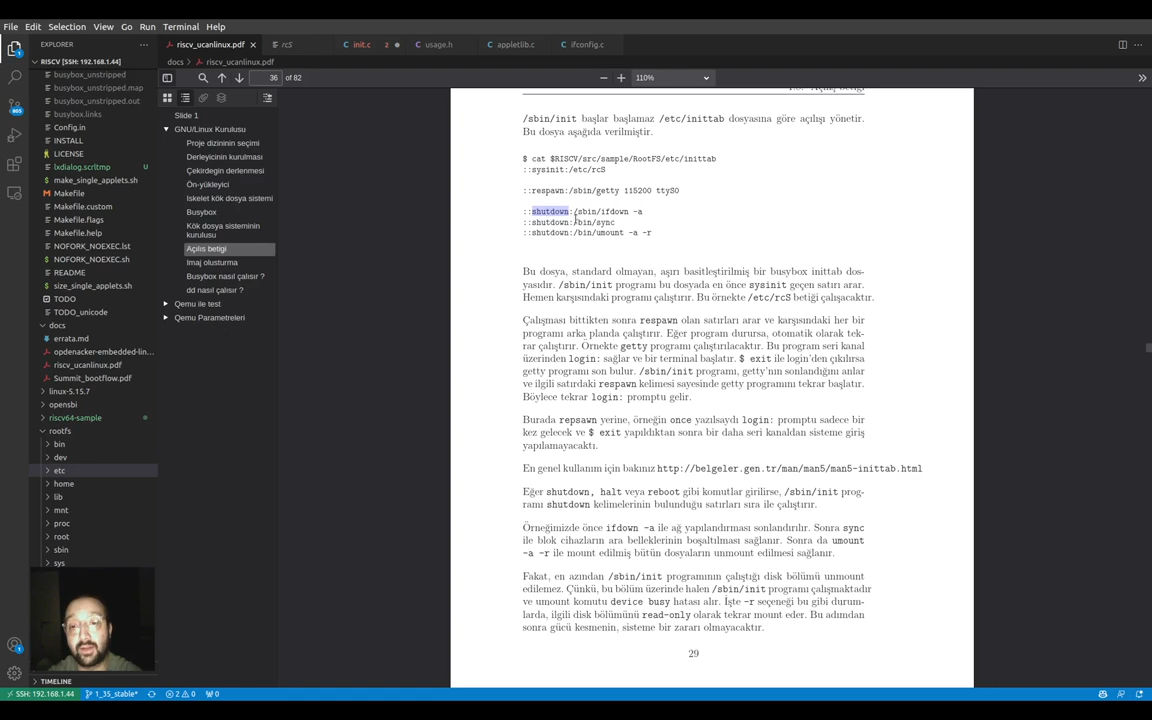 File Edit Selection View Go Run Terminal Help
EXPLORER ···
riscv_ucanlinux.pdf × rcS init.c 2 ● usage.h appletlib.c ifconfig.c ···
RISCV [SSH: 192.168.1.44]
docs > riscv_ucanlinux.pdf
36 of 82
110%
busybox_unstripped
busybox_unstripped.map
busybox_unstripped.out
busybox.links
Config.in
INSTALL
LICENSE
lxdialog.scrltmp U
make_single_applets.sh
Makefile
Makefile.custom
Makefile.flags
Makefile.help
NOFORK_NOEXEC.lst
NOFORK_NOEXEC.sh
README
size_single_applets.sh
TODO
TODO_unicode
docs
errata.md
opdenacker-embedded-lin...
riscv_ucanlinux.pdf
Summit_bootflow.pdf
linux-5.15.7
opensbi
riscv64-sample
rootfs
bin
dev
etc
home
lib
mnt
proc
root
sbin
sys
TIMELINE
Slide 1
GNU/Linux Kurulusu
Proje dizininin seçimi
Derleyicinin kurulması
Çekirdegin derlenmesi
Ön-yükleyici
Iskelet kök dosya sistemi
Busybox
Kök dosya sisteminin
kurulması
Açılıs betigi
Imaj olusturma
Busybox nasıl çalısır ?
dd nasıl çalısır ?
Qemu ile test
Qemu Parametreleri
/sbin/init başlar başlamaz /etc/inittab dosyasına göre açılışı yönetir.
Bu dosya aşağıda verilmiştir.
$ cat $RISCV/src/sample/RootFS/etc/inittab
::sysinit:/etc/rcS
::respawn:/sbin/getty 115200 ttyS0
::shutdown:/sbin/ifdown -a
::shutdown:/bin/sync
::shutdown:/bin/umount -a -r
Bu dosya, standard olmayan, aşırı basitleştirilmiş bir busybox inittab dos-
yasıdır. /sbin/init programı bu dosyada en önce sysinit geçen satırı arar.
Hemen karşısındaki programı çalıştırır. Bu örnekte /etc/rcS betiği çalışacaktır.
Çalışması bittikten sonra respawn olan satırları arar ve karşısındaki her bir
programı arka planda çalıştırır. Eğer program durursa, otomatik olarak tek-
rar çalıştırır. Örnekte getty programı çalıştırılacaktır. Bu program seri kanal
üzerinden login: sağlar ve bir terminal başlatır. $ exit ile login'den çıkılırsa
getty programı son bulur. /sbin/init programı, getty'nın sonlandığını anlar
ve ilgili satırdaki respawn kelimesi sayesinde getty programını tekrar başlatır.
Böylece tekrar login: promptu gelir.
Burada repsawn yerine, örneğin once yazılsaydı login: promptu sadece bir
kez gelecek ve $ exit yapıldıktan sonra bir daha seri kanaldan sisteme giriş
yapılamayacaktı.
En genel kullanım için bakınız http://belgeler.gen.tr/man/man5/man5-inittab.html
Eğer shutdown, halt veya reboot gibi komutlar girilirse, /sbin/init prog-
ramı shutdown kelimelerinin bulunduğu satırları sıra ile çalıştırır.
Örneğimizde önce ifdown -a ile ağ yapılandırması sonlandırılır. Sonra sync
ile blok cihazların ara belleklerinin boşaltılması sağlanır. Sonra da umount
-a -r ile mount edilmiş bütün dosyaların unmount edilmesi sağlanır.
Fakat, en azından /sbin/init programının çalıştığı disk bölümü unmount
edilemez. Çünkü, bu bölüm üzerinde halen /sbin/init programı çalışmaktadır
ve umount komutu device busy hatası alır. İşte -r seçeneği bu gibi durum-
larda, ilgili disk bölümünü read-only olarak tekrar mount eder. Bu adımından
sonra gücü kesmenin, sisteme bir zararı olmayacaktır.
29
SSH: 192.168.1.44 1_35_stable* 2 0 0